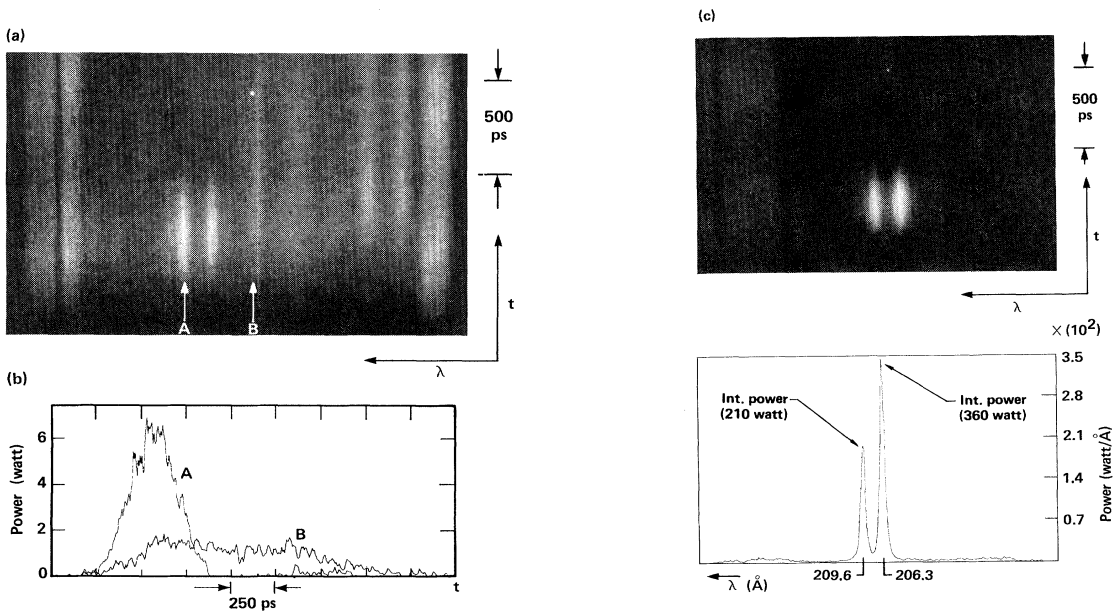 (a)
500
ps
A
B
t
λ
(b)
Power (watt)
6
4
2
0
A
B
t
250 ps
(c)
500
ps
t
λ
×(10²)
3.5
2.8
2.1
1.4
0.7
Power (watt/Å)
Int. power
(210 watt)
Int. power
(360 watt)
λ (Å)
209.6
206.3